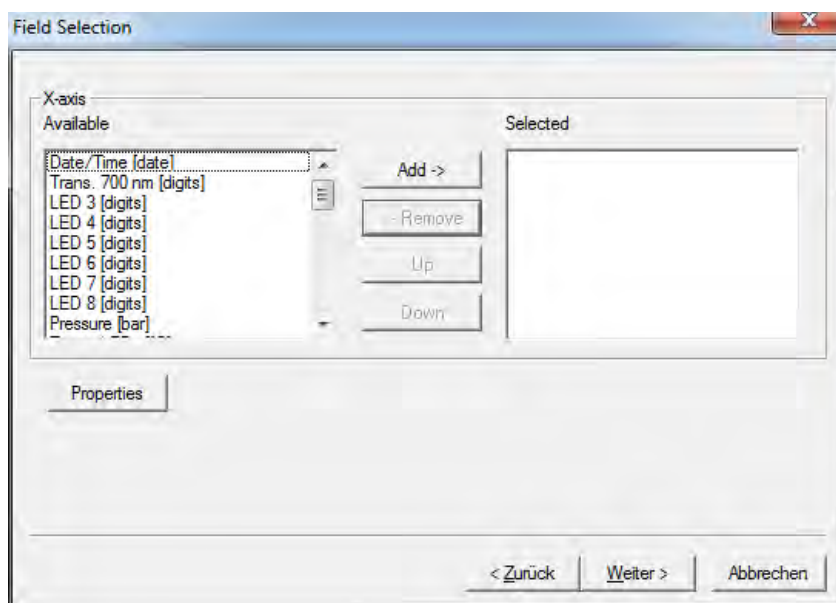 Field Selection
X-axis
Available
Selected
Date/Time [date]
Trans. 700 nm [digits]
LED 3 [digits]
LED 4 [digits]
LED 5 [digits]
LED 6 [digits]
LED 7 [digits]
LED 8 [digits]
Pressure [bar]
Add ->
- Remove
Up
Down
Properties
< Zurück
Weiter >
Abbrechen